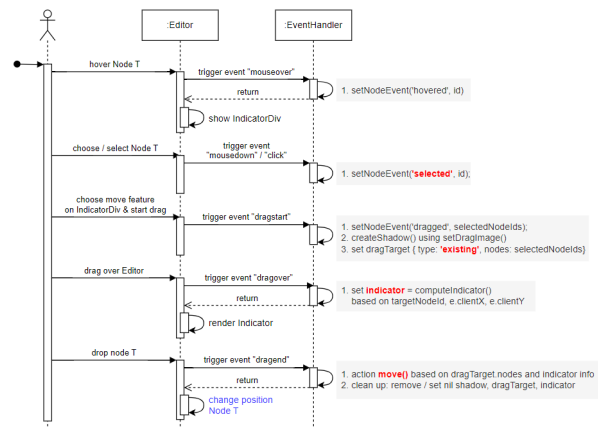 :Editor
:EventHandler
hover Node T
trigger event "mouseover"
return
1. setNodeEvent('hovered', id)
show IndicatorDiv
choose / select Node T
trigger event
"mousedown" / "click"
1. setNodeEvent('selected', id);
choose move feature
on IndicatorDiv & start drag
trigger event "dragstart"
1. setNodeEvent('dragged', selectedNodeIds);
2. createShadow() using setDragImage()
3. set dragTarget { type: 'existing', nodes: selectedNodeIds}
drag over Editor
trigger event "dragover"
return
1. set indicator = computeIndicator()
based on targetNodeId, e.clientX, e.clientY
render Indicator
drop node T
trigger event "dragend"
return
1. action move() based on dragTarget.nodes and indicator info
2. clean up: remove / set nil shadow, dragTarget, indicator
change position
Node T